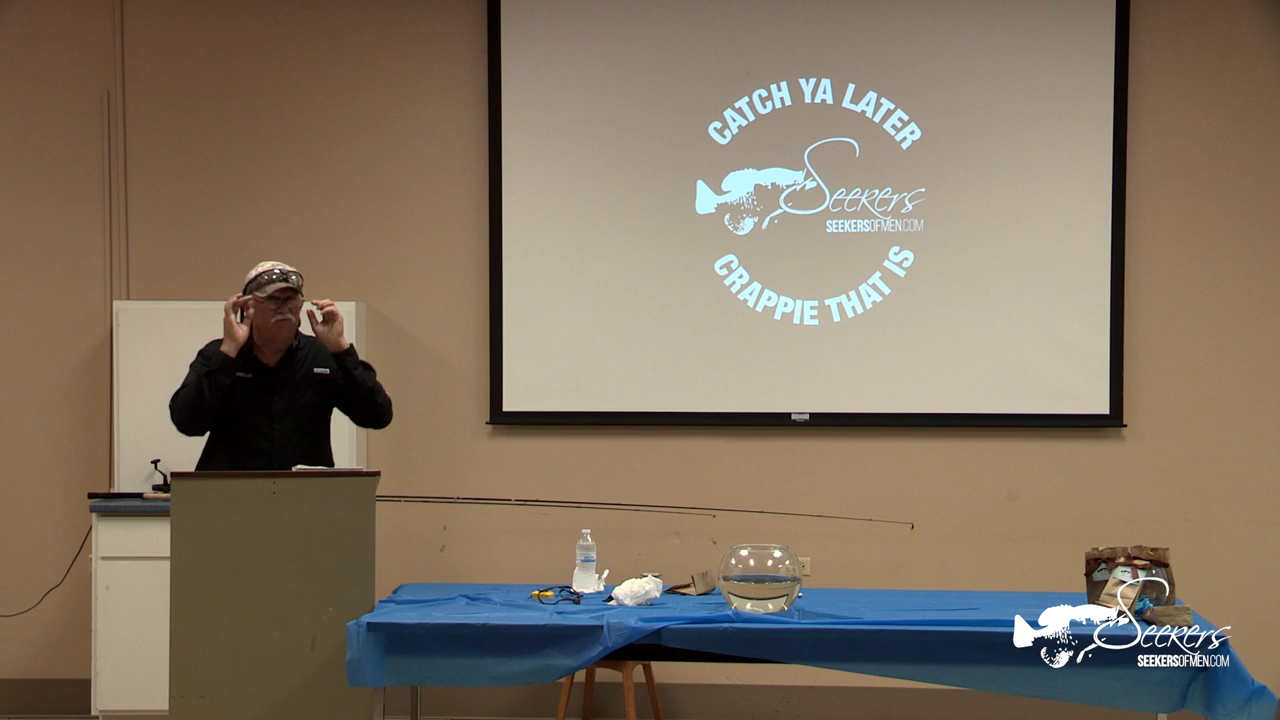 CATCH YA LATER
Seekers
SEEKERSOFMEN.COM
CRAPPIE THAT IS
Seekers
SEEKERSOFMEN.COM